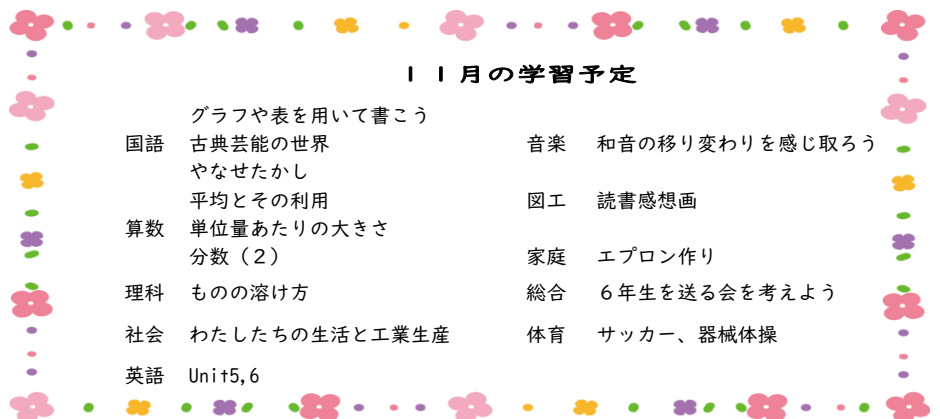 １１月の学習予定
グラフや表を用いて書こう
国語 古典芸能の世界
やなせたかし
平均とその利用
算数 単位量あたりの大きさ
分数（２）
理科 ものの溶け方
社会 わたしたちの生活と工業生産
英語 Unit5,6
音楽 和音の移り変わりを感じ取ろう
図工 読書感想画
家庭 エプロン作り
総合 ６年生を送る会を考えよう
体育 サッカー、器械体操